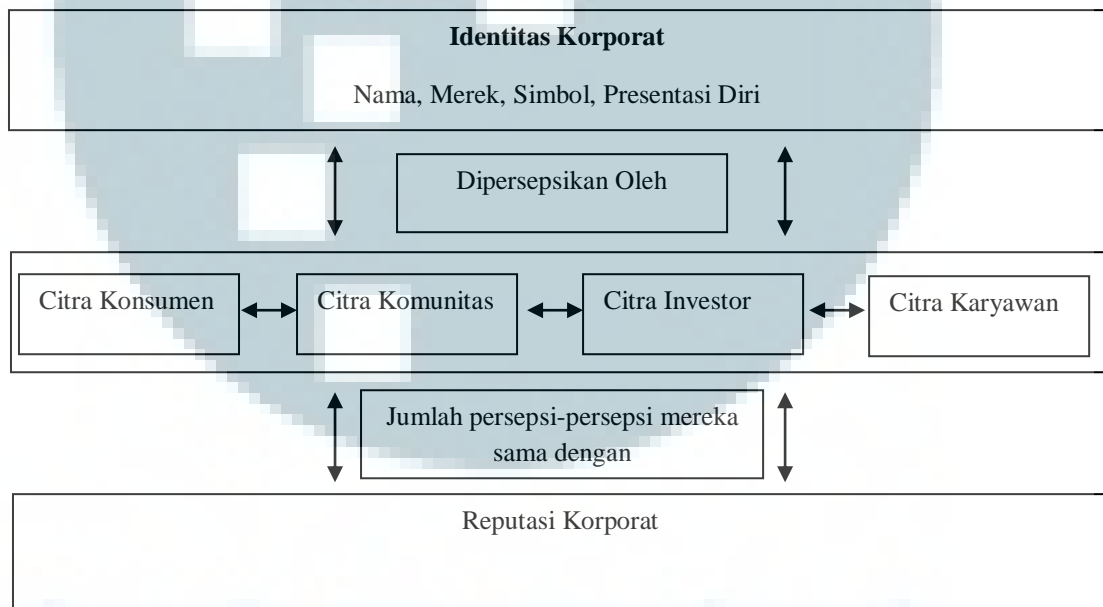 Identitas Korporat
Nama, Merek, Simbol, Presentasi Diri
Dipersepsikan Oleh
Citra Konsumen
Citra Komunitas
Citra Investor
Citra Karyawan
Jumlah persepsi-persepsi mereka
sama dengan
Reputasi Korporat